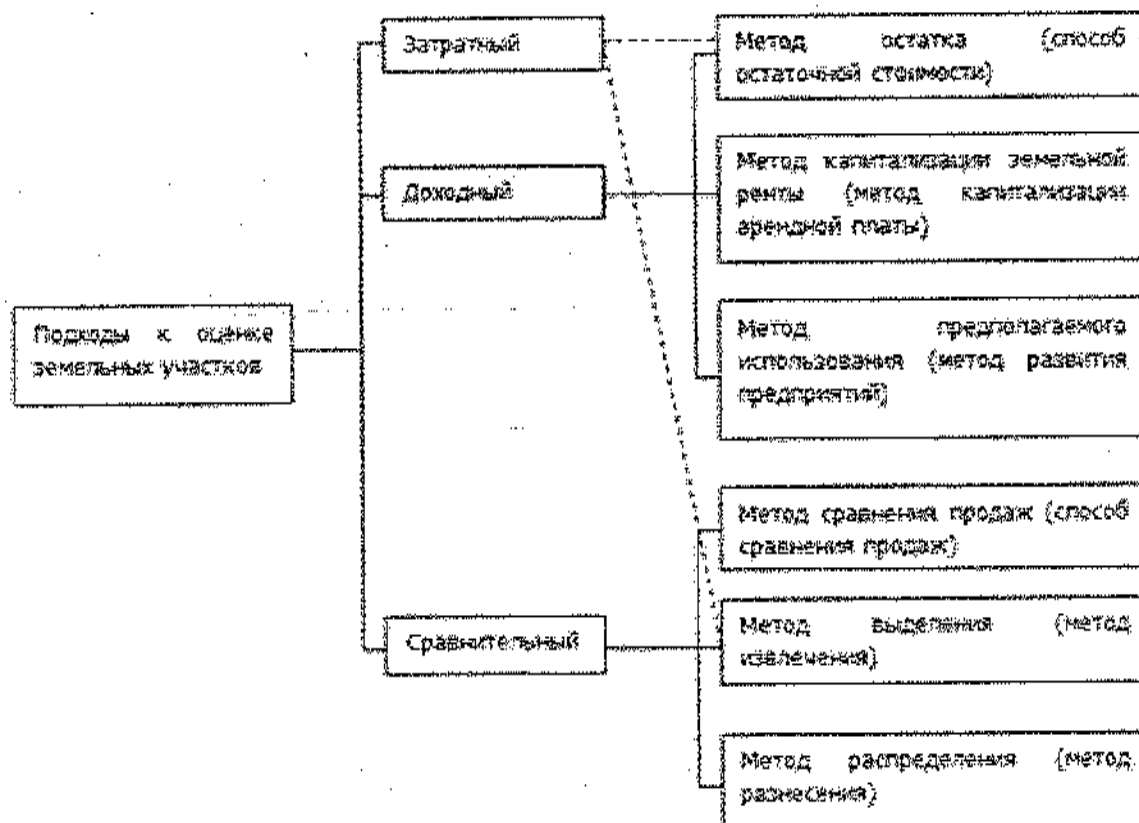 Подходы к оценке
земельных участков
Затратный
Доходный
Сравнительный
Метод остатка (способ
остаточной стоимости)
Метод капитализации земельной
ренты (метод капитализации
арендной платы)
Метод предполагаемого
использования (метод развития
предприятий)
Метод сравнения продаж (способ
сравнения продаж)
Метод выделения (метод
извлечения)
Метод распределения (метод
разнесения)